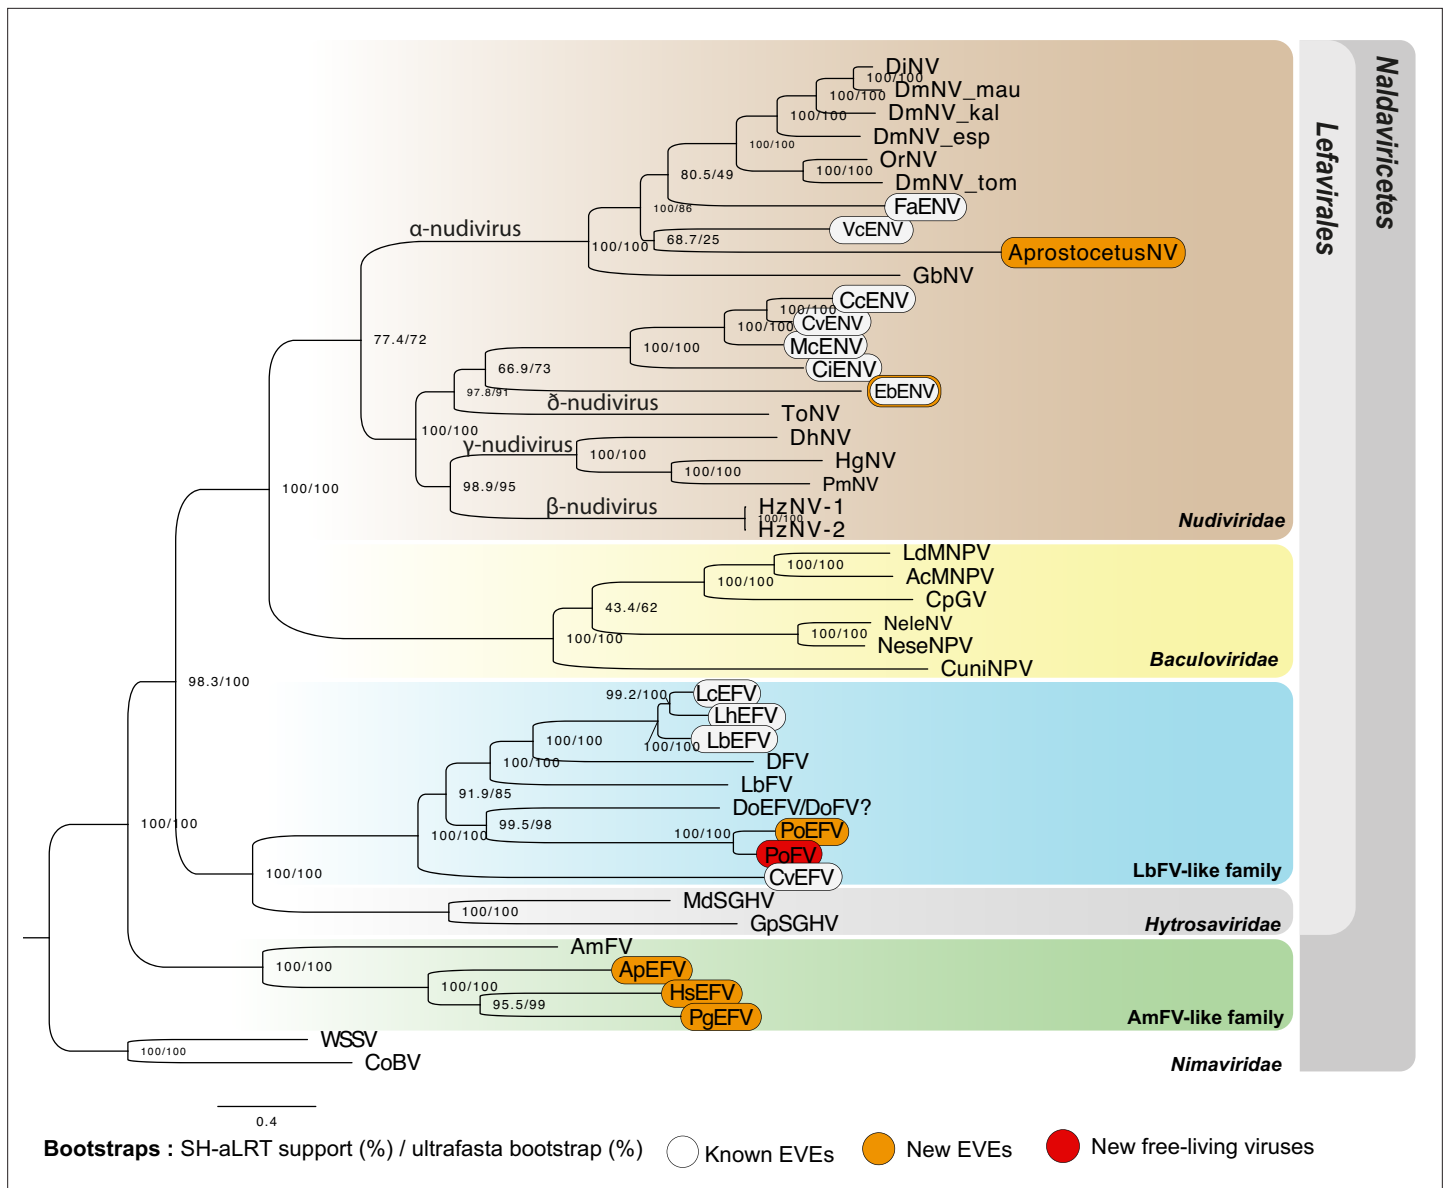 DiNV
100/100
DmNV_mau
100/100
DmNV_kal
100/100
DmNV_esp
100/100
OrNV
100/100
DmNV_tom
80.5/49
FaENV
100/86
VcENV
α-nudivirus
68.7/25
100/100
AprostocetusNV
GbNV
CcENV
100/100
CvENV
100/100
McENV
77.4/72
100/100
CiENV
66.9/73
EbENV
97.8/91
ð-nudivirus
ToNV
100/100
DhNV
γ-nudivirus
100/100
HgNV
100/100
PmNV
98.9/95
100/100
β-nudivirus
HzNV-1
100/100
HzNV-2
Nudiviridae
LdMNPV
100/100
AcMNPV
100/100
CpGV
43.4/62
NeleNV
100/100
NeseNPV
100/100
CuniNPV
Baculoviridae
98.3/100
LcEFV
99.2/100
LhEFV
LbEFV
100/100
100/100
DFV
100/100
LbFV
91.9/85
DoEFV/DoFV?
99.5/98
100/100
PoEFV
100/100
100/100
PoFV
CvEFV
LbFV-like family
100/100
MdSGHV
100/100
GpSGHV
Hytrosaviridae
AmFV
100/100
ApEFV
100/100
HsEFV
95.5/99
PgEFV
AmFV-like family
WSSV
100/100
CoBV
Nimaviridae
Lefavirales
Naldaviricetes
0.4
Bootstraps : SH-aLRT support (%) / ultrafasta bootstrap (%)
Known EVEs
New EVEs
New free-living viruses